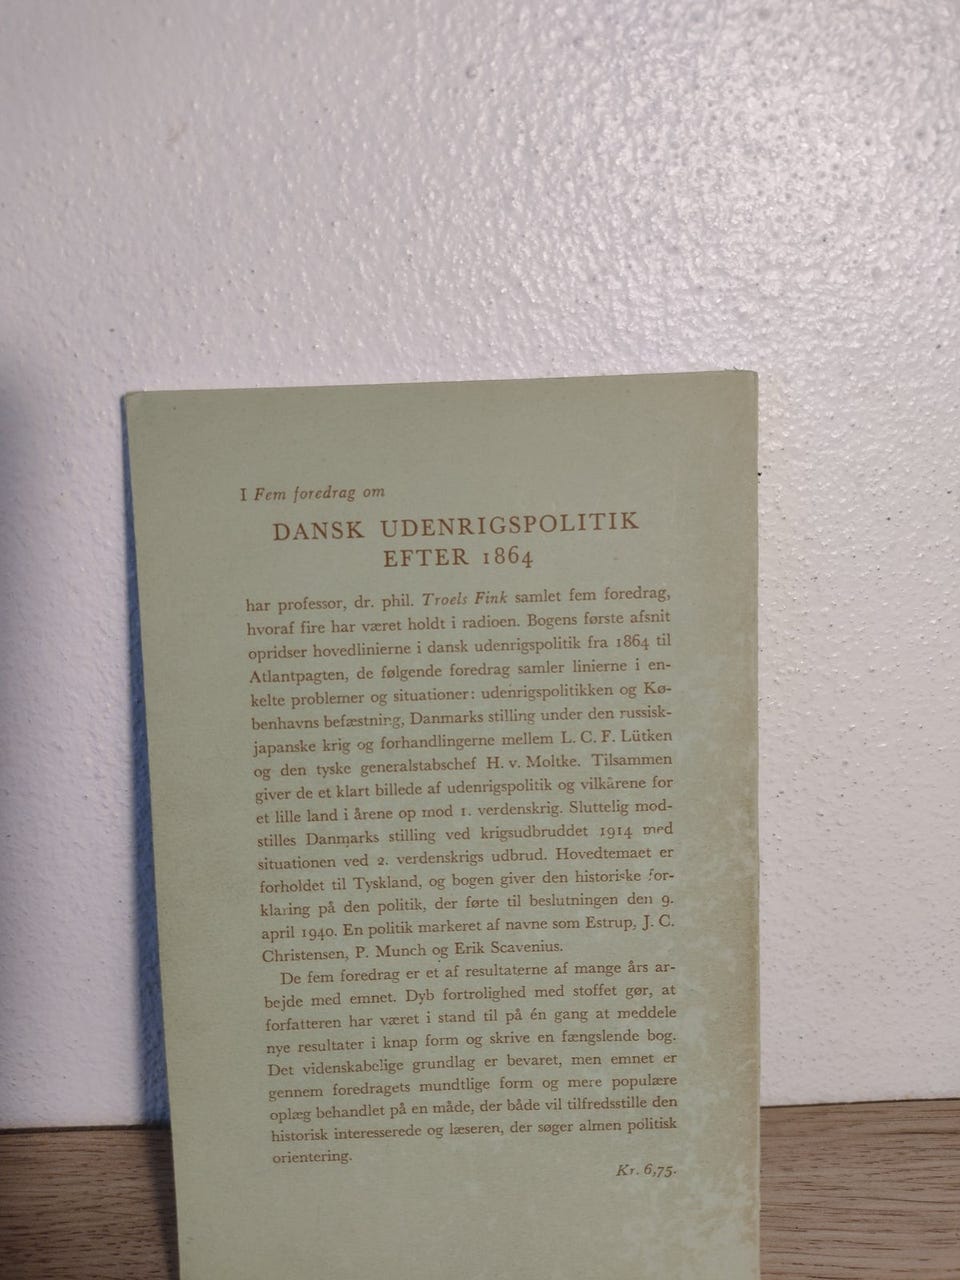 I Fem foredrag om
DANSK UDENRIGSPOLITIK
EFTER 1864
har professor, dr. phil. Troels Fink samlet fem foredrag,
hvoraf fire har været holdt i radioen. Bogens første afsnit
opridser hovedlinierne i dansk udenrigspolitik fra 1864 til
Atlantpagten, de følgende foredrag samler linierne i en-
kelte problemer og situationer: udenrigspolitikken og Kø-
benhavns befæstning, Danmarks stilling under den russisk-
japanske krig og forhandlingerne mellem L. C. F. Lütken
og den tyske generalstabschef H. v. Moltke. Tilsammen
giver de et klart billede af udenrigspolitik og vilkårene for
et lille land i årene op mod 1. verdenskrig. Sluttelig mod-
stilles Danmarks stilling ved krigsudbruddet 1914 med
situationen ved 2. verdenskrigs udbrud. Hovedtemaet er
forholdet til Tyskland, og bogen giver den historiske for-
klaring på den politik, der førte til beslutningen den 9.
april 1940. En politik markeret af navne som Estrup, J. C.
Christensen, P. Munch og Erik Scavenius.
De fem foredrag er et af resultaterne af mange års ar-
bejde med emnet. Dyb fortrolighed med stoffet gør, at
forfatteren har været i stand til på én gang at meddele
nye resultater i knap form og skrive en fængslende bog.
Det videnskabelige grundlag er bevaret, men emnet er
gennem foredragets mundtlige form og mere populære
oplæg behandlet på en måde, der både vil tilfredsstille den
historisk interesserede og læseren, der søger almen politisk
orientering.
Kr. 6,75.